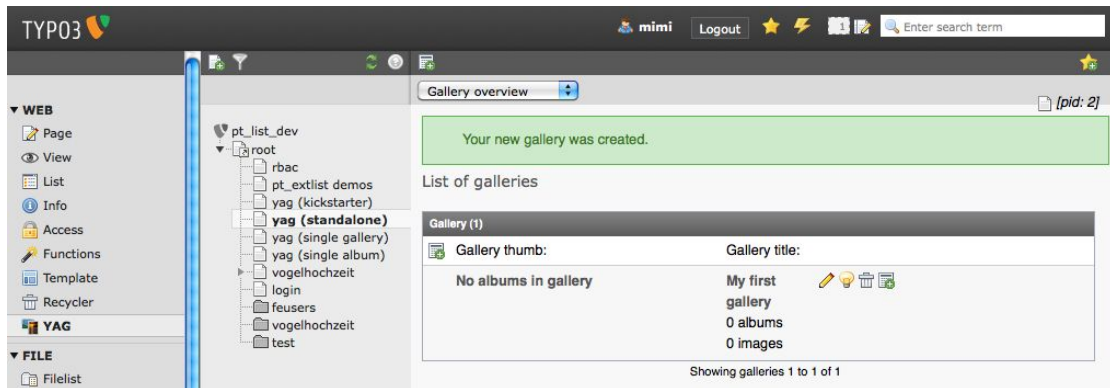 TYPO3
mimi
Logout
1
Enter search term
Gallery overview
[pid: 2]
WEB
Page
View
List
Info
Access
Functions
Template
Recycler
YAG
FILE
Filelist
pt_list_dev
root
rbac
pt_extlist demos
yag (kickstarter)
yag (standalone)
yag (single gallery)
yag (single album)
vogelhochzeit
login
feusers
vogelhochzeit
test
Your new gallery was created.
List of galleries
Gallery (1)
Gallery thumb: Gallery title:
No albums in gallery My first
gallery
0 albums
0 images
Showing galleries 1 to 1 of 1